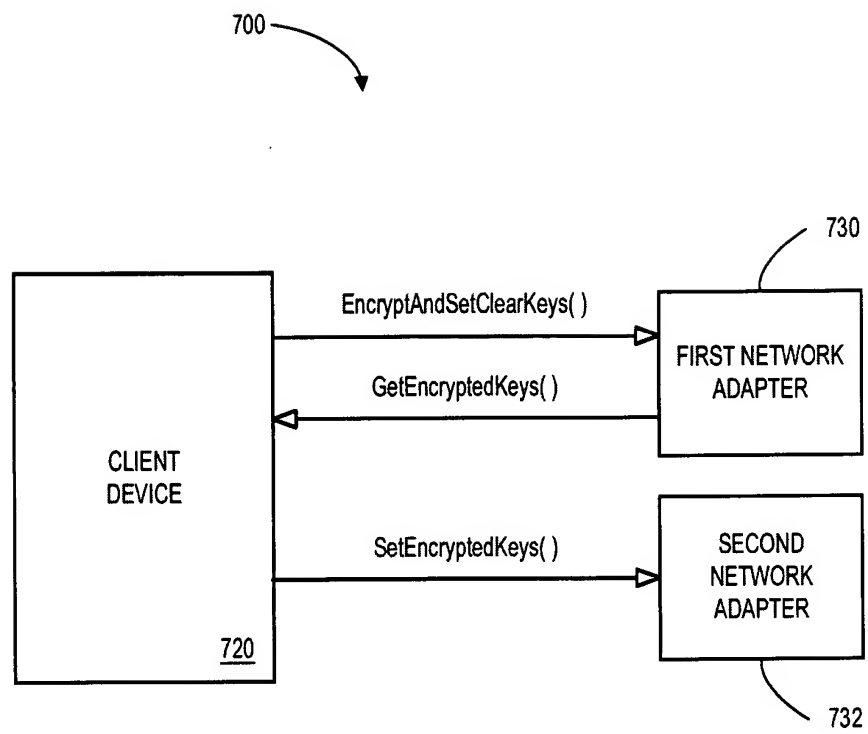 700
730
EncryptAndSetClearKeys( )
FIRST NETWORK
ADAPTER
GetEncryptedKeys( )
CLIENT
DEVICE
SetEncryptedKeys( )
SECOND
NETWORK
ADAPTER
720
732